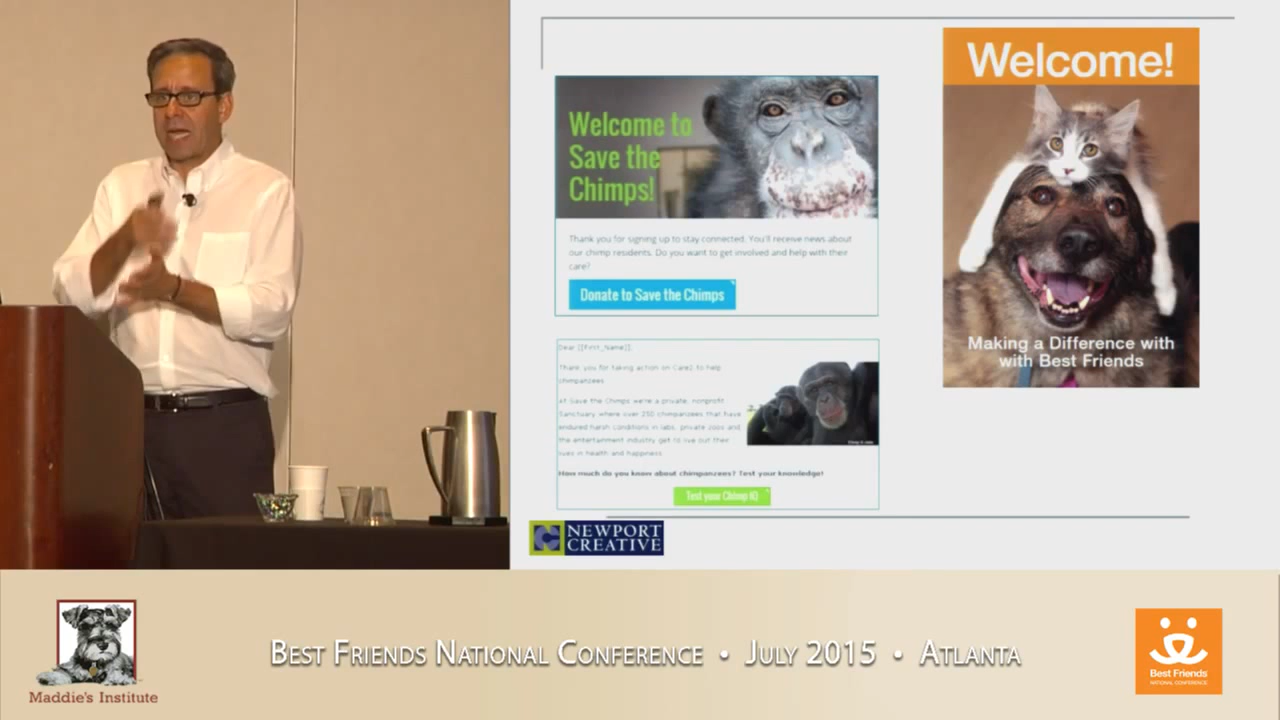 Welcome to
Save the
Chimps!
Thank you for signing up to stay connected. You'll receive news about
our chimp residents. Do you want to get involved and help with their
care?
Donate to Save the Chimps
Dear [[First_Name]],
Thank you for taking action on Care2 to help
chimpanzees
At Save the Chimps we're a private, nonprofit
Sanctuary where over 250 chimpanzees that have
endured harsh conditions in labs, private zoos and
the entertainment industry get to live out their
lives in health and happiness
How much do you know about chimpanzees? Test your knowledge!
Test your Chimp IQ
Welcome!
Making a Difference with
with Best Friends
NEWPORT
CREATIVE
Maddie's Institute
Best Friends National Conference • July 2015 • Atlanta
Best Friends
NATIONAL CONFERENCE